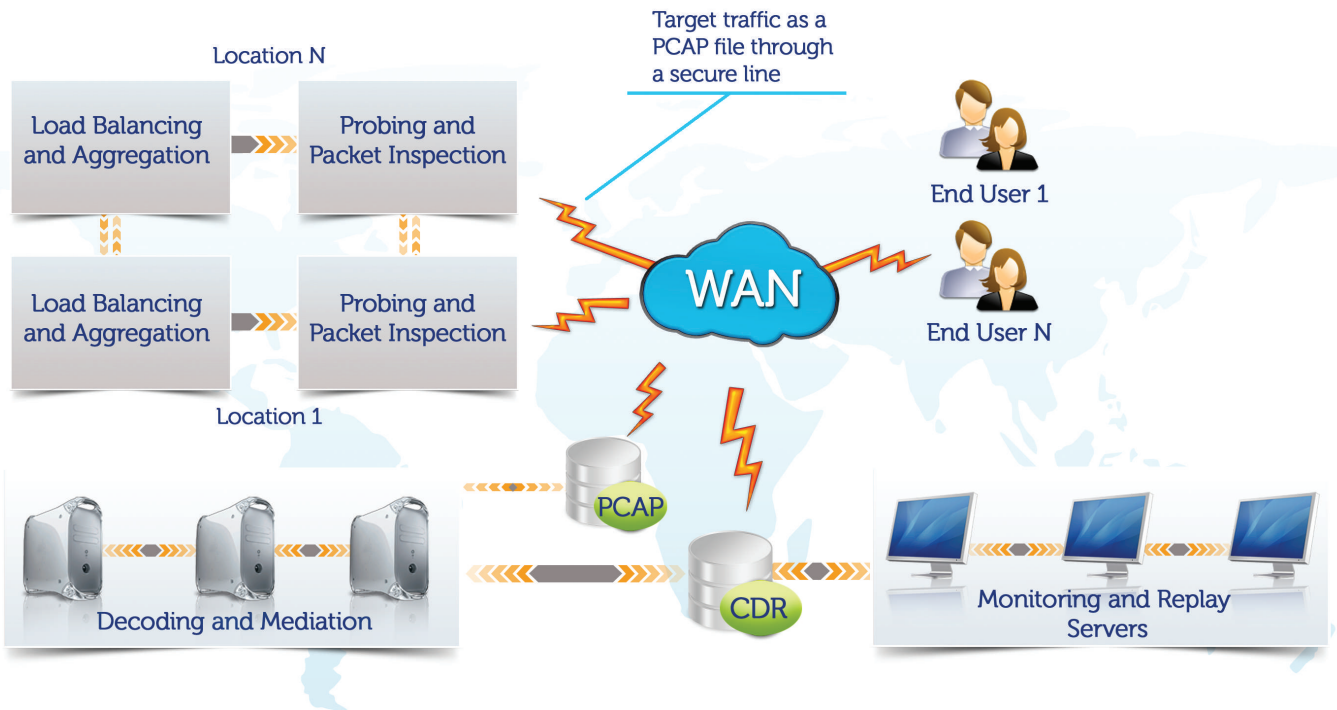 Target traffic as a
PCAP file through
a secure line
Location N
Load Balancing
and Aggregation
Probing and
Packet Inspection
End User 1
Load Balancing
and Aggregation
Probing and
Packet Inspection
WAN
End User N
Location 1
PCAP
CDR
Decoding and Mediation
Monitoring and Replay
Servers